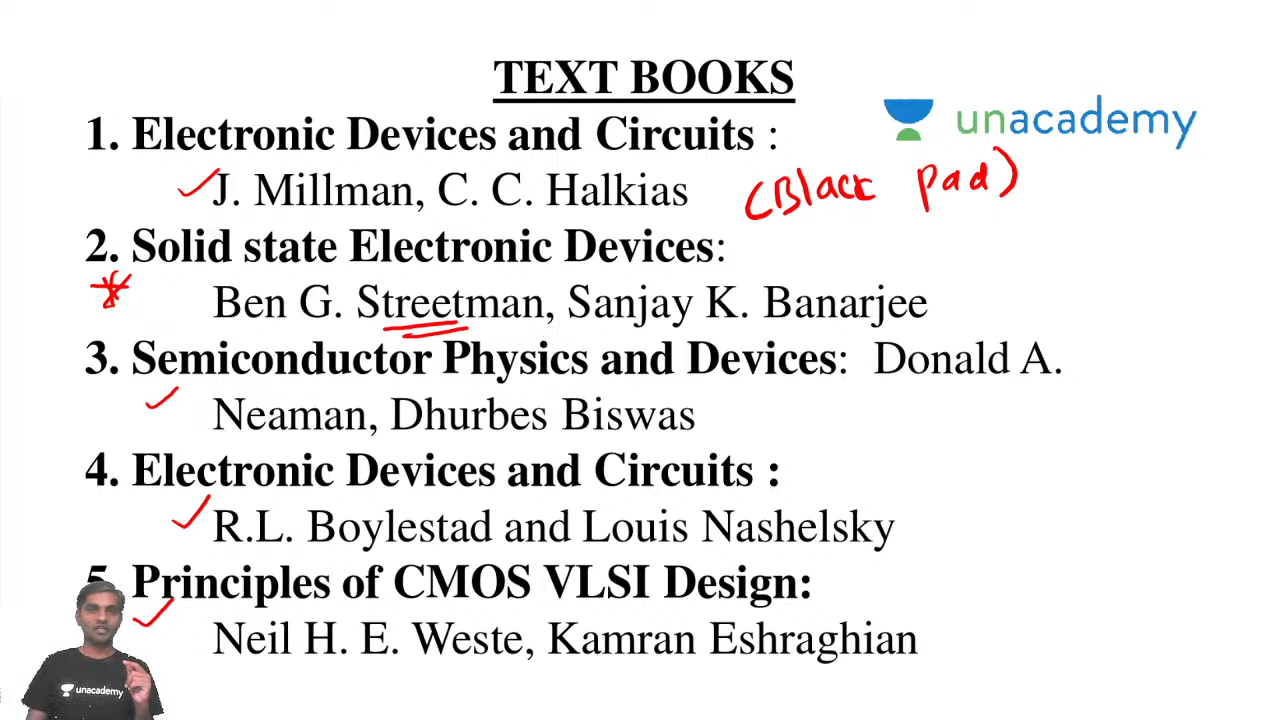 TEXT BOOKS
unacademy
1. Electronic Devices and Circuits :
J. Millman, C. C. Halkias (Black pad)
2. Solid state Electronic Devices:
Ben G. Streetman, Sanjay K. Banarjee
3. Semiconductor Physics and Devices: Donald A.
Neaman, Dhurbes Biswas
4. Electronic Devices and Circuits :
R.L. Boylestad and Louis Nashelsky
5. Principles of CMOS VLSI Design:
Neil H. E. Weste, Kamran Eshraghian
unacademy